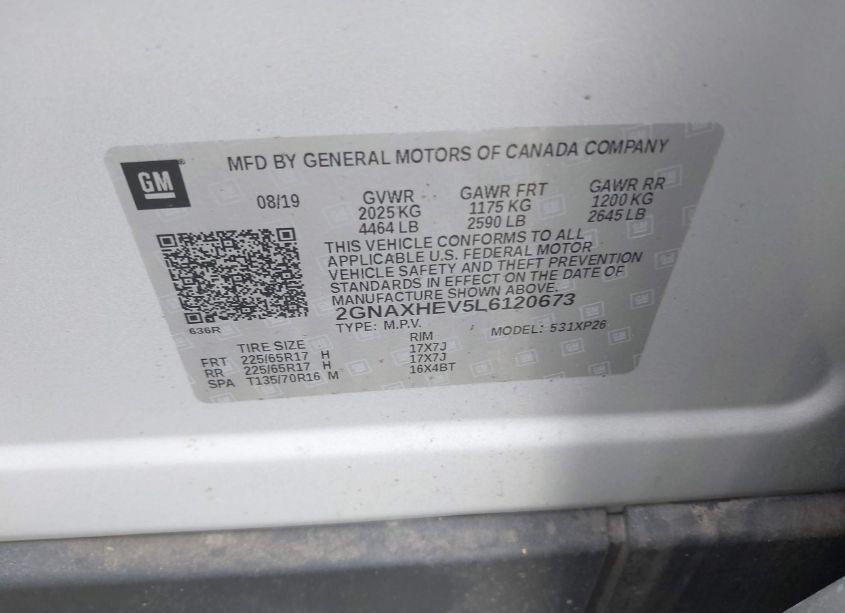 MFD BY GENERAL MOTORS OF CANADA COMPANY
GM
08/19 GVWR GAWR FRT GAWR RR
2025 KG 1175 KG 1200 KG
4464 LB 2590 LB 2645 LB
THIS VEHICLE CONFORMS TO ALL
APPLICABLE U.S. FEDERAL MOTOR
VEHICLE SAFETY AND THEFT PREVENTION
STANDARDS IN EFFECT ON THE DATE OF
MANUFACTURE SHOWN ABOVE.
2GNAXHEV5L6120673
TYPE: M.P.V. MODEL: 531XP26
636R
TIRE SIZE RIM
FRT 225/65R17 H 17X7J
RR 225/65R17 H 17X7J
SPA T135/70R16 M 16X4BT